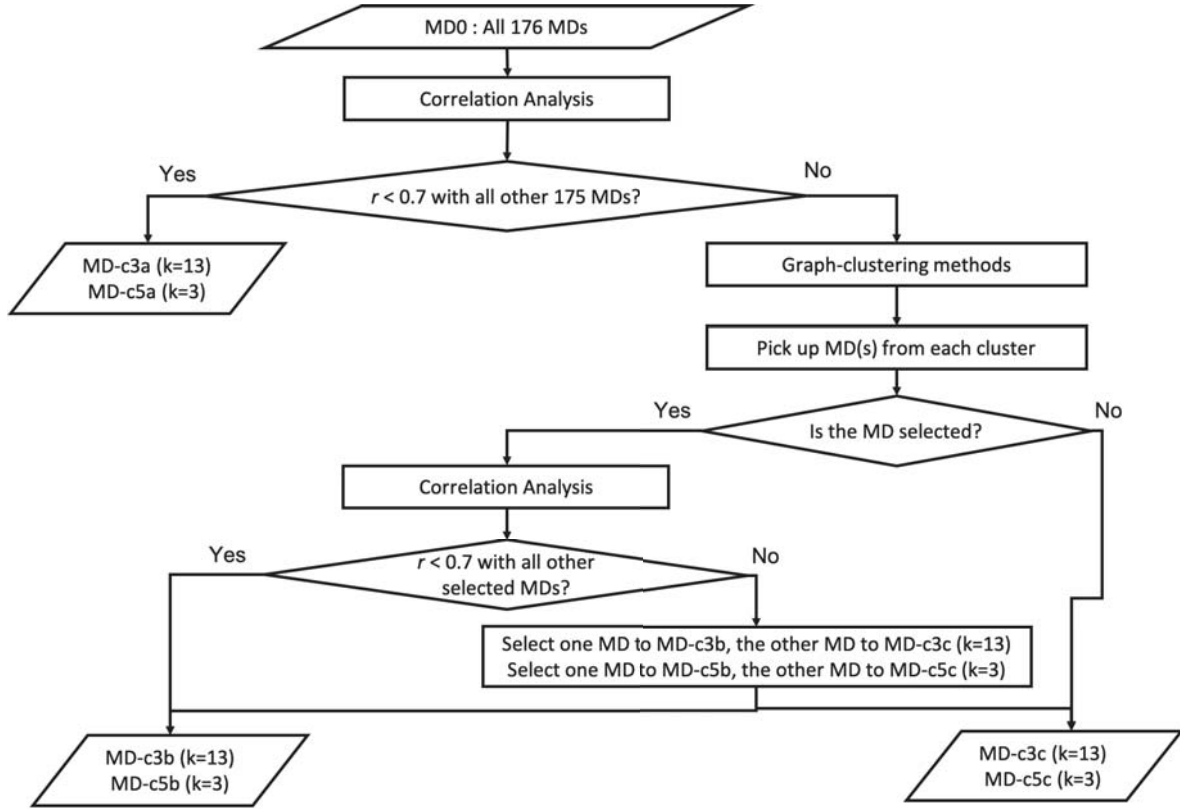 MD0 : All 176 MDs
Correlation Analysis
Yes
No
r < 0.7 with all other 175 MDs?
MD-c3a (k=13)
MD-c5a (k=3)
Graph-clustering methods
Pick up MD(s) from each cluster
Yes
No
Is the MD selected?
Correlation Analysis
Yes
No
r < 0.7 with all other
selected MDs?
Select one MD to MD-c3b, the other MD to MD-c3c (k=13)
Select one MD to MD-c5b, the other MD to MD-c5c (k=3)
MD-c3b (k=13)
MD-c5b (k=3)
MD-c3c (k=13)
MD-c5c (k=3)